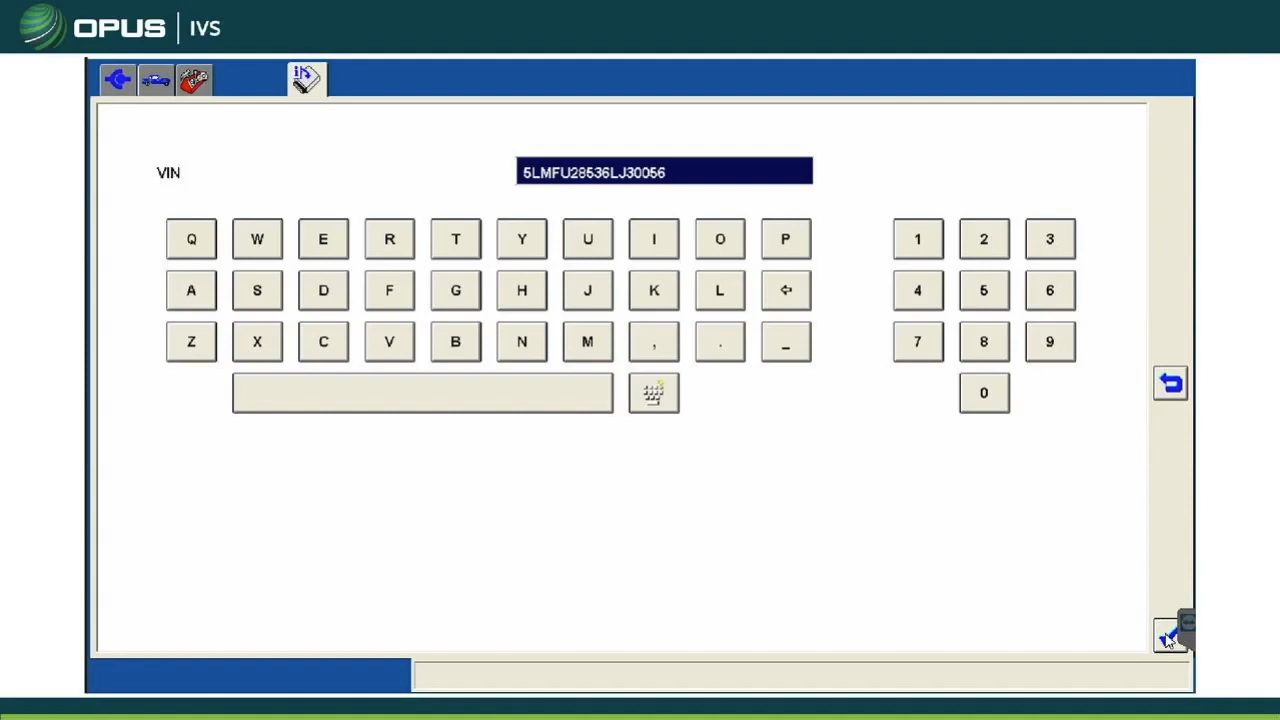 OPUS IVS
VIN 5LMFU28536LJ30056
Q W E R T Y U I O P 1 2 3
A S D F G H J K L 4 5 6
Z X C V B N M , . _ 7 8 9
0